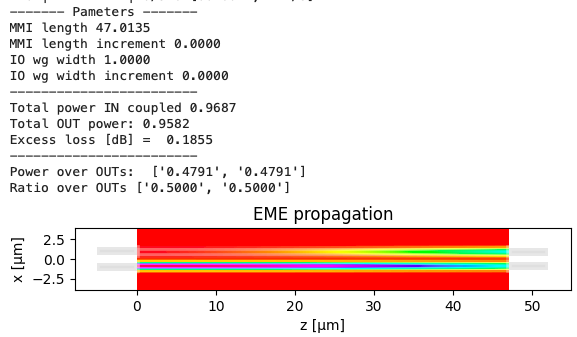 ------- Pameters -------
MMI length 47.0135
MMI length increment 0.0000
IO wg width 1.0000
IO wg width increment 0.0000
-------------------------
Total power IN coupled 0.9687
Total OUT power: 0.9582
Excess loss [dB] =  0.1855
-------------------------
Power over OUTs:  ['0.4791', '0.4791']
Ratio over OUTs ['0.5000', '0.5000']
EME propagation
x [μm]
2.5
0.0
−2.5
0 10 20 30 40 50
z [μm]